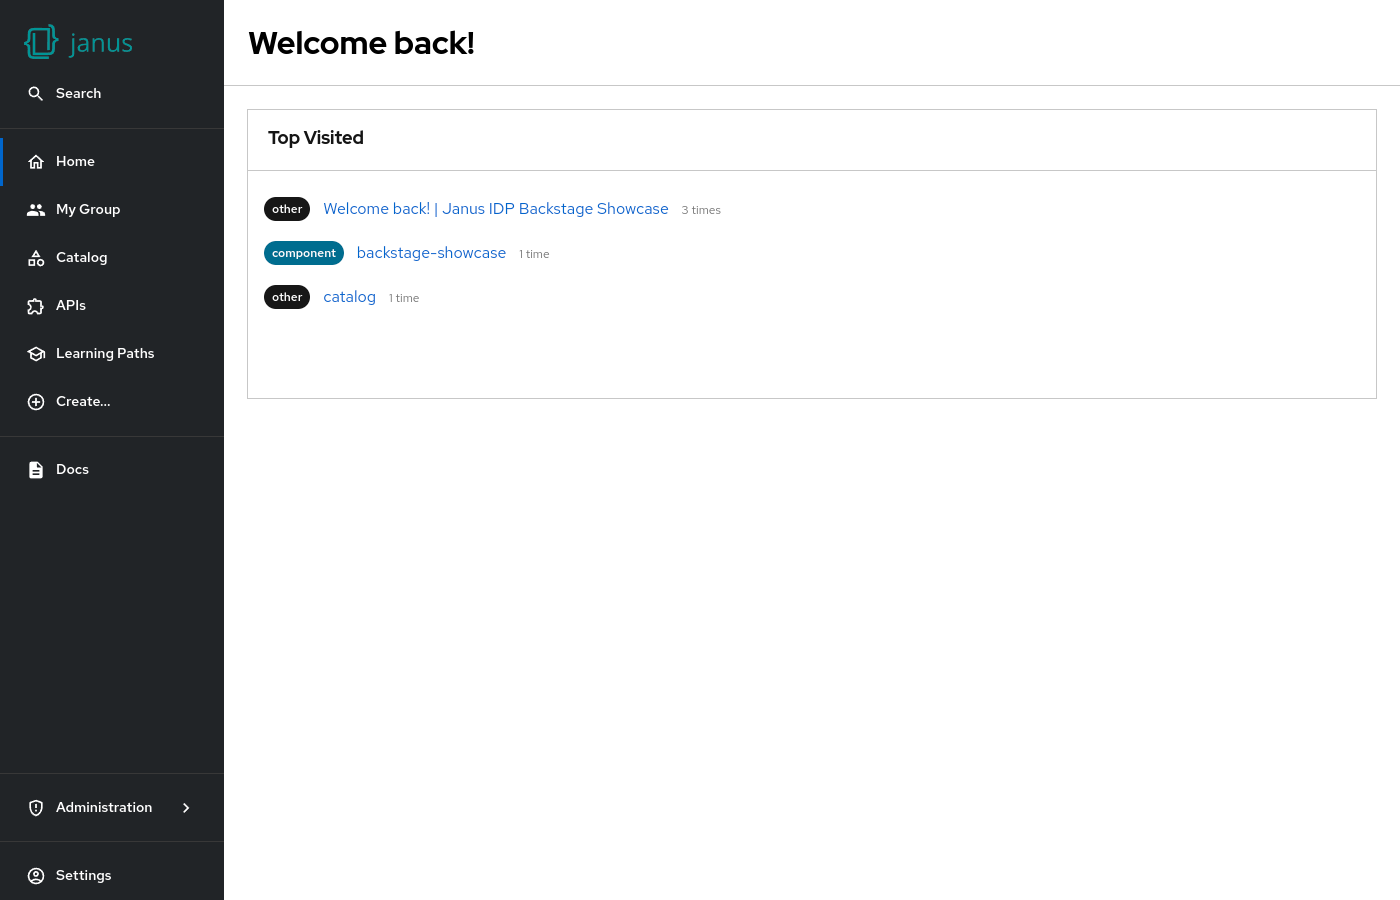 janus
Search
Home
My Group
Catalog
APIs
Learning Paths
Create...
Docs
Administration
Settings
Welcome back!
Top Visited
other Welcome back! | Janus IDP Backstage Showcase 3 times
component backstage-showcase 1 time
other catalog 1 time